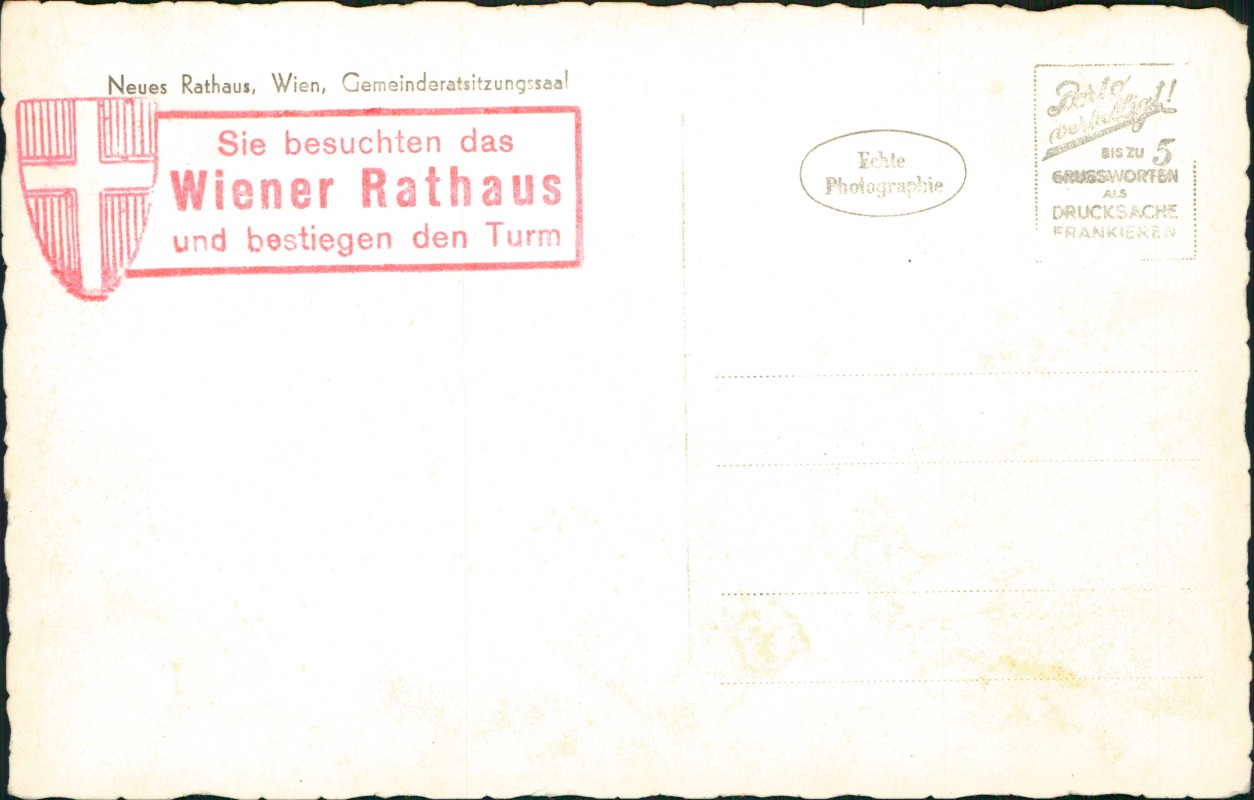 Neues Rathaus, Wien, Gemeinderatsitzungssaal
Sie besuchten das
Wiener Rathaus
und bestiegen den Turm
Echte
Photographie
Porto
verbilligt!
BIS ZU 5
GRUSSWORTEN
ALS
DRUCKSACHE
FRANKIEREN